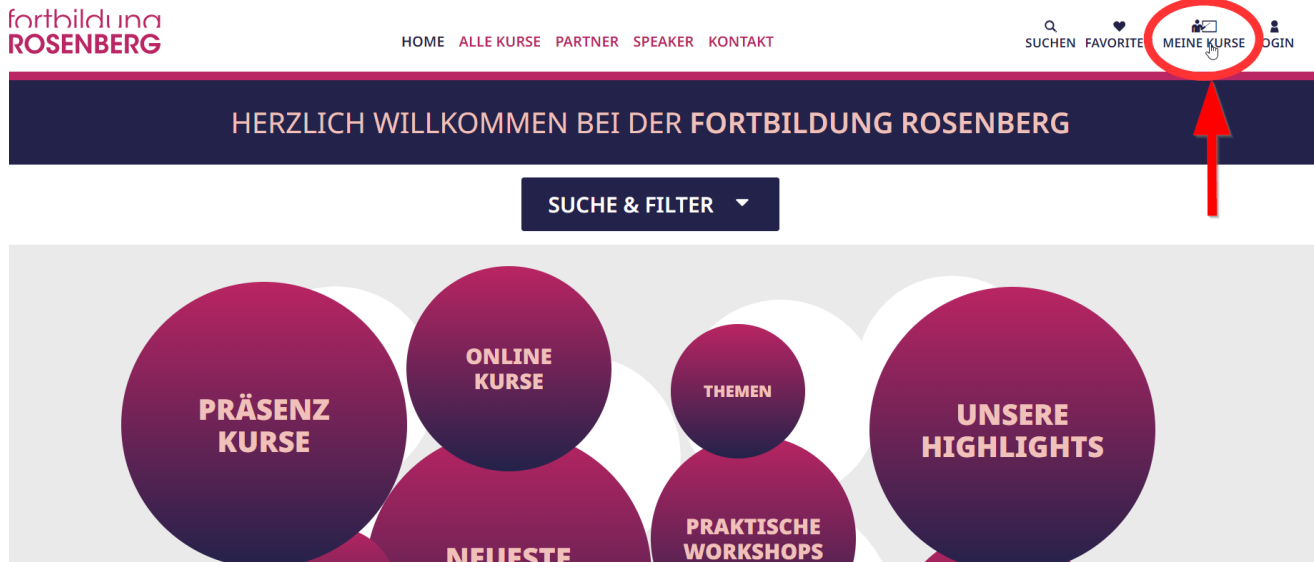 fortbildung
ROSENBERG
HOME ALLE KURSE PARTNER SPEAKER KONTAKT
SUCHEN FAVORITE MEINE KURSE OGIN
HERZLICH WILLKOMMEN BEI DER FORTBILDUNG ROSENBERG
SUCHE & FILTER
PRÄSENZ
KURSE
ONLINE
KURSE
THEMEN
UNSERE
HIGHLIGHTS
NEUESTE
PRAKTISCHE
WORKSHOPS